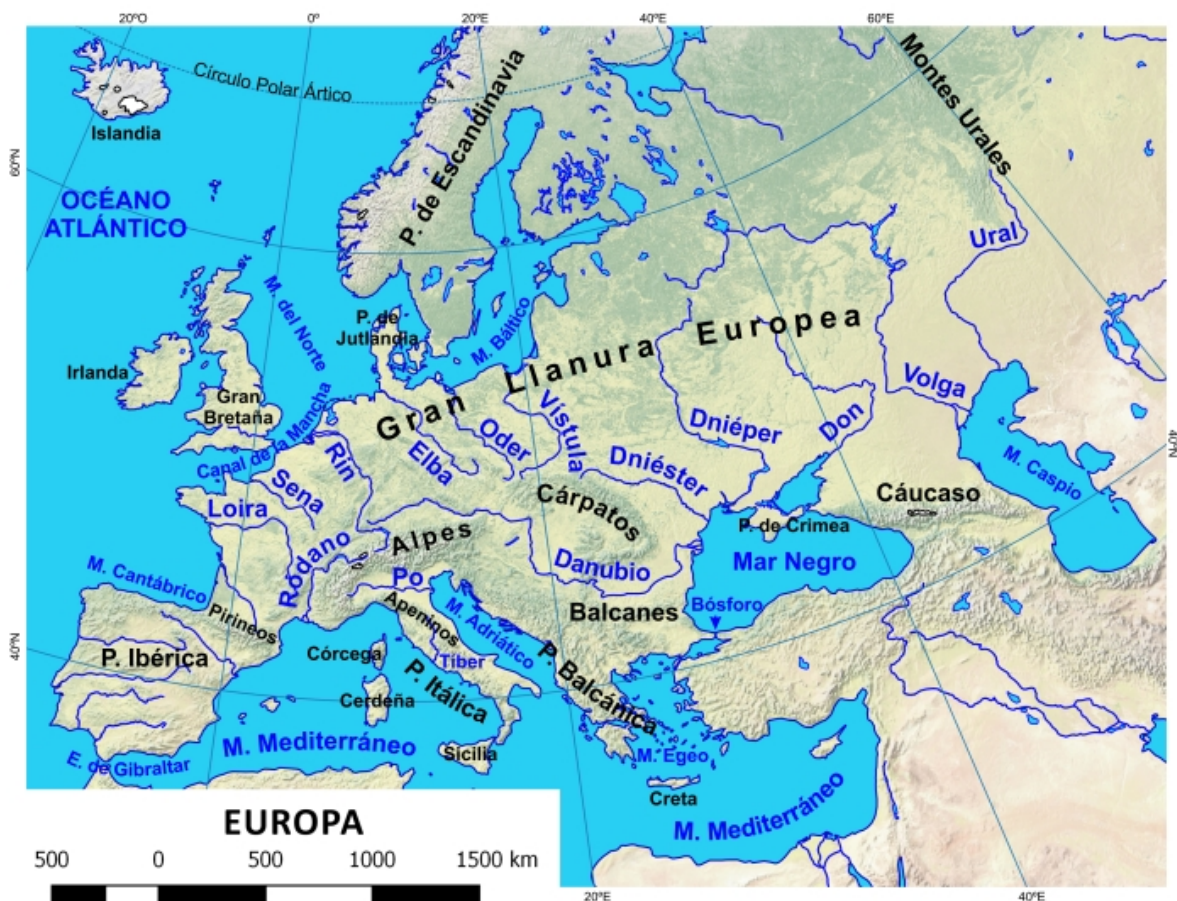 20ºO
0º
20ºE
40ºE
60ºE
Círculo Polar Ártico
Islandia
Montes Urales
60ºN
OCÉANO
ATLÁNTICO
P. de Escandinavia
Ural
M. del Norte
P. de
Jutlandia
M. Báltico
Gran Llanura Europea
Irlanda
Gran
Bretaña
Canal de la Mancha
Rin
Elba
Oder
Vístula
Dniéper
Don
Volga
40ºN
M. Caspio
Sena
Loira
Dniéster
Cárpatos
Cáucaso
P. de Crimea
Ródano
Alpes
Danubio
Mar Negro
M. Cantábrico
Po
Balcanes
Bósforo
Pirineos
Apeninos
M. Adriático
40ºN
P. Ibérica
Córcega
Tíber
P. Balcánica
Cerdeña
P. Itálica
M. Mediterráneo
Sicilia
M. Egeo
E. de Gibraltar
Creta
M. Mediterráneo
EUROPA
500 0 500 1000 1500 km
20ºE
40ºE